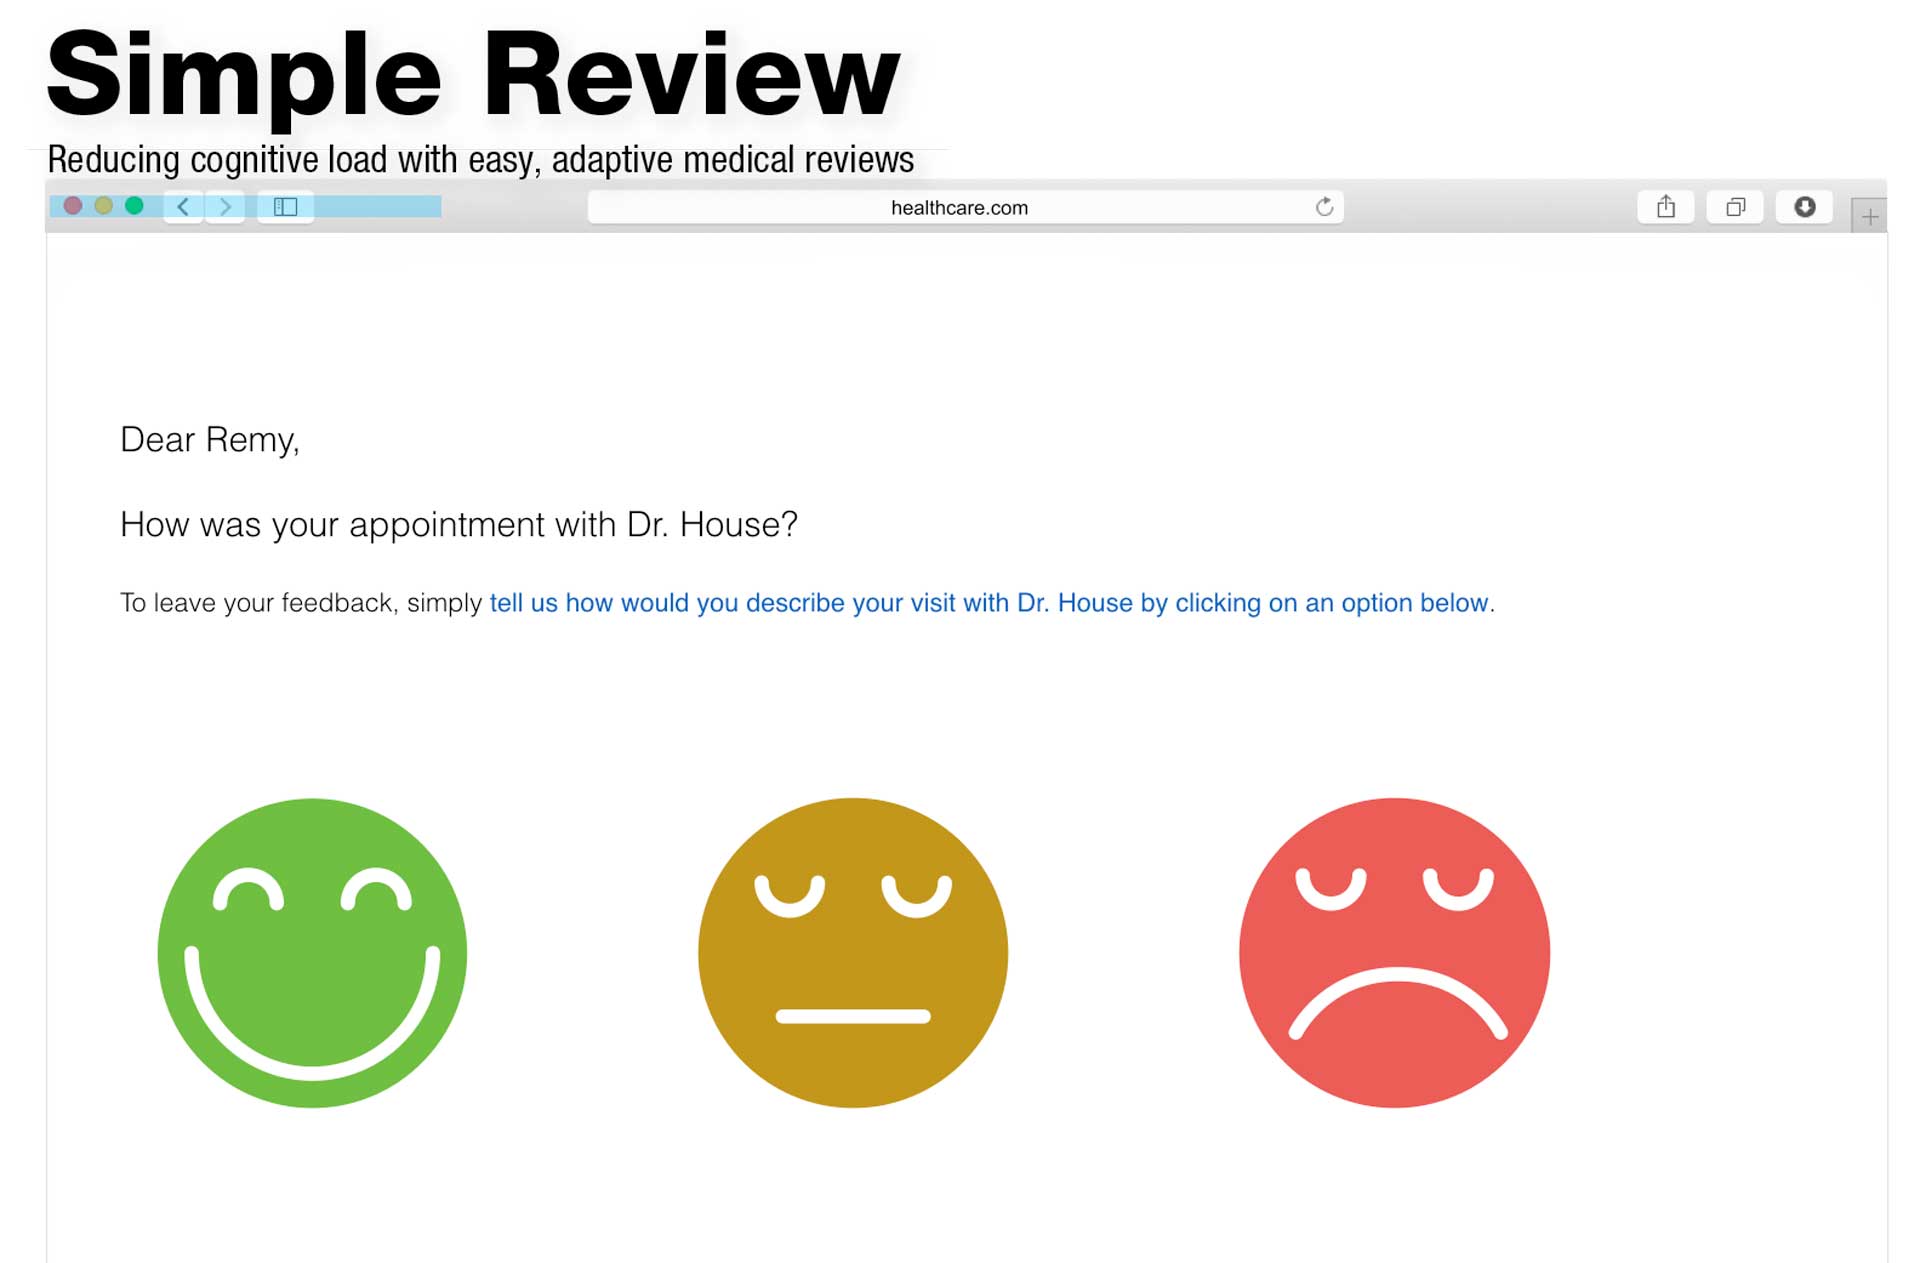 Simple Review
Reducing cognitive load with easy, adaptive medical reviews
healthcare.com
Dear Remy,
How was your appointment with Dr. House?
To leave your feedback, simply tell us how would you describe your visit with Dr. House by clicking on an option below.